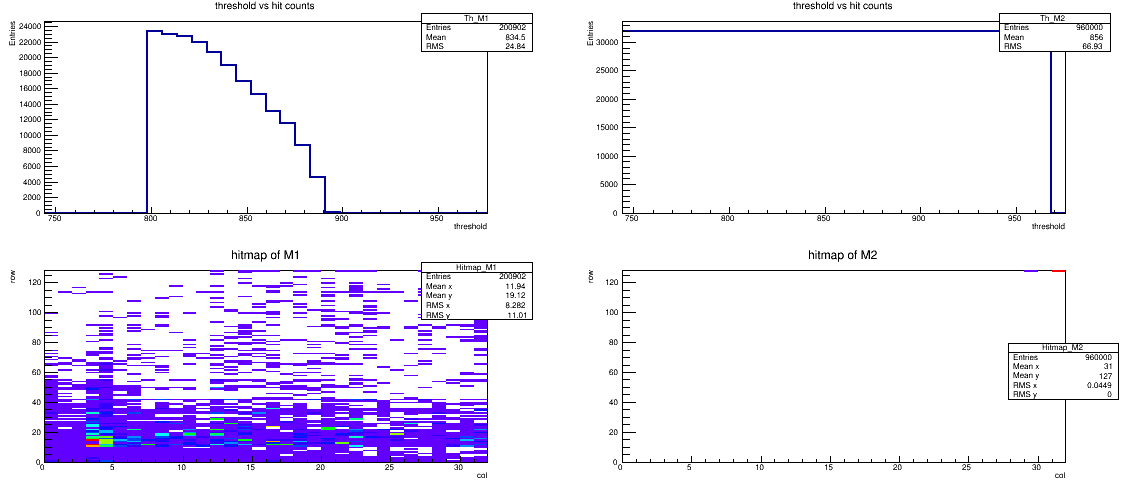 threshold vs hit counts
Th_M1
Entries 200902
Mean 834.5
RMS 24.84
Entries
24000
22000
20000
18000
16000
14000
12000
10000
8000
6000
4000
2000
0
750 800 850 900 950
threshold
threshold vs hit counts
Th_M2
Entries 960000
Mean 856
RMS 66.93
Entries
30000
25000
20000
15000
10000
5000
0
750 800 850 900 950
threshold
hitmap of M1
Hitmap_M1
Entries 200902
Mean x 11.94
Mean y 19.12
RMS x 8.282
RMS y 11.01
row
120
100
80
60
40
20
0
0 5 10 15 20 25 30
col
hitmap of M2
Hitmap_M2
Entries 960000
Mean x 31
Mean y 127
RMS x 0.0449
RMS y 0
row
120
100
80
60
40
20
0
0 5 10 15 20 25 30
col